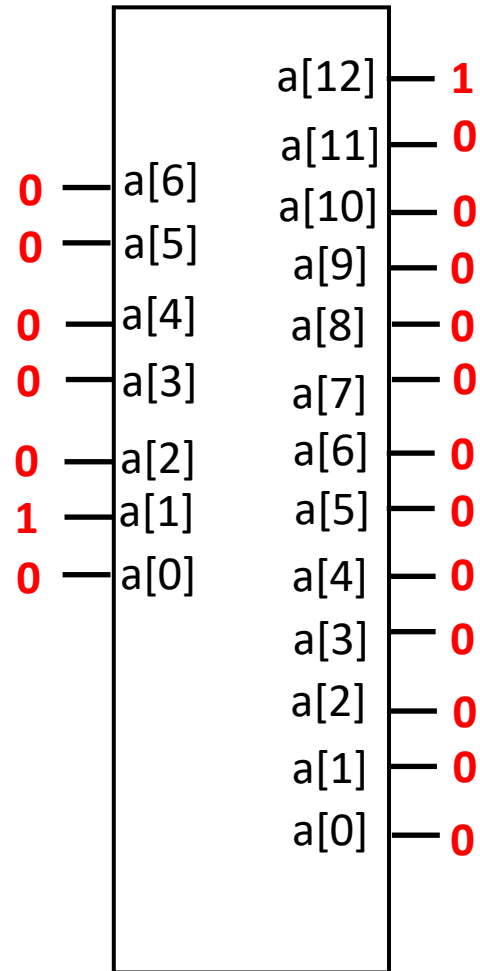 a[12] 1
a[11] 0
0 a[6]
a[10] 0
0 a[5]
a[9] 0
0 a[4]
a[8] 0
0 a[3]
a[7] 0
0 a[2]
a[6] 0
1 a[1]
a[5] 0
0 a[0]
a[4] 0
a[3] 0
a[2] 0
a[1] 0
a[0] 0